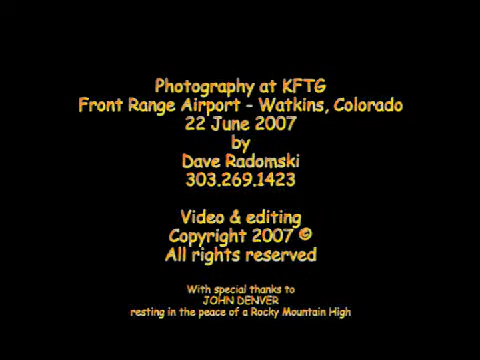 Photography at KFTG
Front Range Airport - Watkins, Colorado
22 June 2007
by
Dave Radomski
303.269.1423
Video & editing
Copyright 2007 ©
All rights reserved
With special thanks to
JOHN DENVER
resting in the peace of a Rocky Mountain High